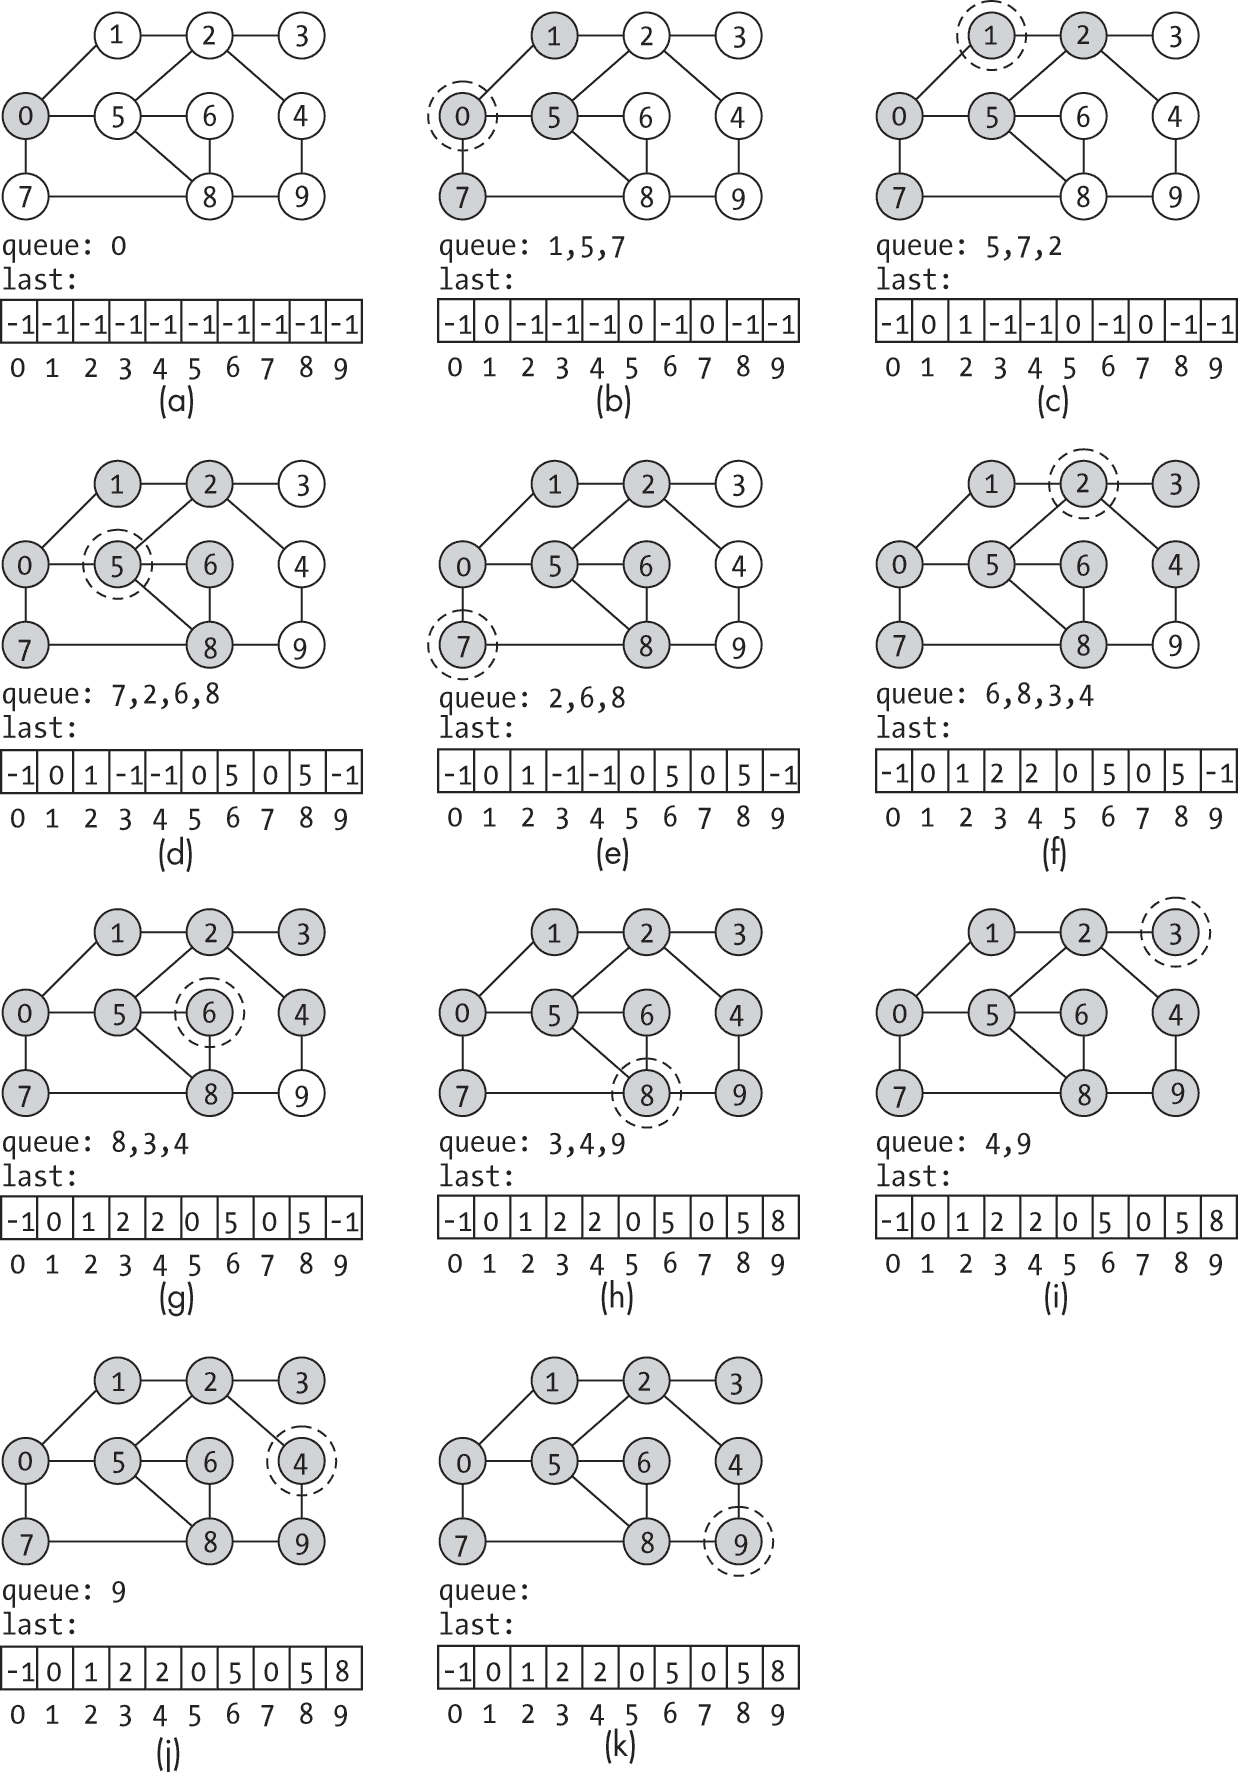 1 2 3
0 5 6 4
7 8 9
queue: 0
last:
-1 -1 -1 -1 -1 -1 -1 -1 -1 -1
0 1 2 3 4 5 6 7 8 9
(a)
1 2 3
0 5 6 4
7 8 9
queue: 1,5,7
last:
-1 0 -1 -1 -1 0 -1 0 -1 -1
0 1 2 3 4 5 6 7 8 9
(b)
1 2 3
0 5 6 4
7 8 9
queue: 5,7,2
last:
-1 0 1 -1 -1 0 -1 0 -1 -1
0 1 2 3 4 5 6 7 8 9
(c)
1 2 3
0 5 6 4
7 8 9
queue: 7,2,6,8
last:
-1 0 1 -1 -1 0 5 0 5 -1
0 1 2 3 4 5 6 7 8 9
(d)
1 2 3
0 5 6 4
7 8 9
queue: 2,6,8
last:
-1 0 1 -1 -1 0 5 0 5 -1
0 1 2 3 4 5 6 7 8 9
(e)
1 2 3
0 5 6 4
7 8 9
queue: 6,8,3,4
last:
-1 0 1 2 2 0 5 0 5 -1
0 1 2 3 4 5 6 7 8 9
(f)
1 2 3
0 5 6 4
7 8 9
queue: 8,3,4
last:
-1 0 1 2 2 0 5 0 5 -1
0 1 2 3 4 5 6 7 8 9
(g)
1 2 3
0 5 6 4
7 8 9
queue: 3,4,9
last:
-1 0 1 2 2 0 5 0 5 8
0 1 2 3 4 5 6 7 8 9
(h)
1 2 3
0 5 6 4
7 8 9
queue: 4,9
last:
-1 0 1 2 2 0 5 0 5 8
0 1 2 3 4 5 6 7 8 9
(i)
1 2 3
0 5 6 4
7 8 9
queue: 9
last:
-1 0 1 2 2 0 5 0 5 8
0 1 2 3 4 5 6 7 8 9
(j)
1 2 3
0 5 6 4
7 8 9
queue:
last:
-1 0 1 2 2 0 5 0 5 8
0 1 2 3 4 5 6 7 8 9
(k)